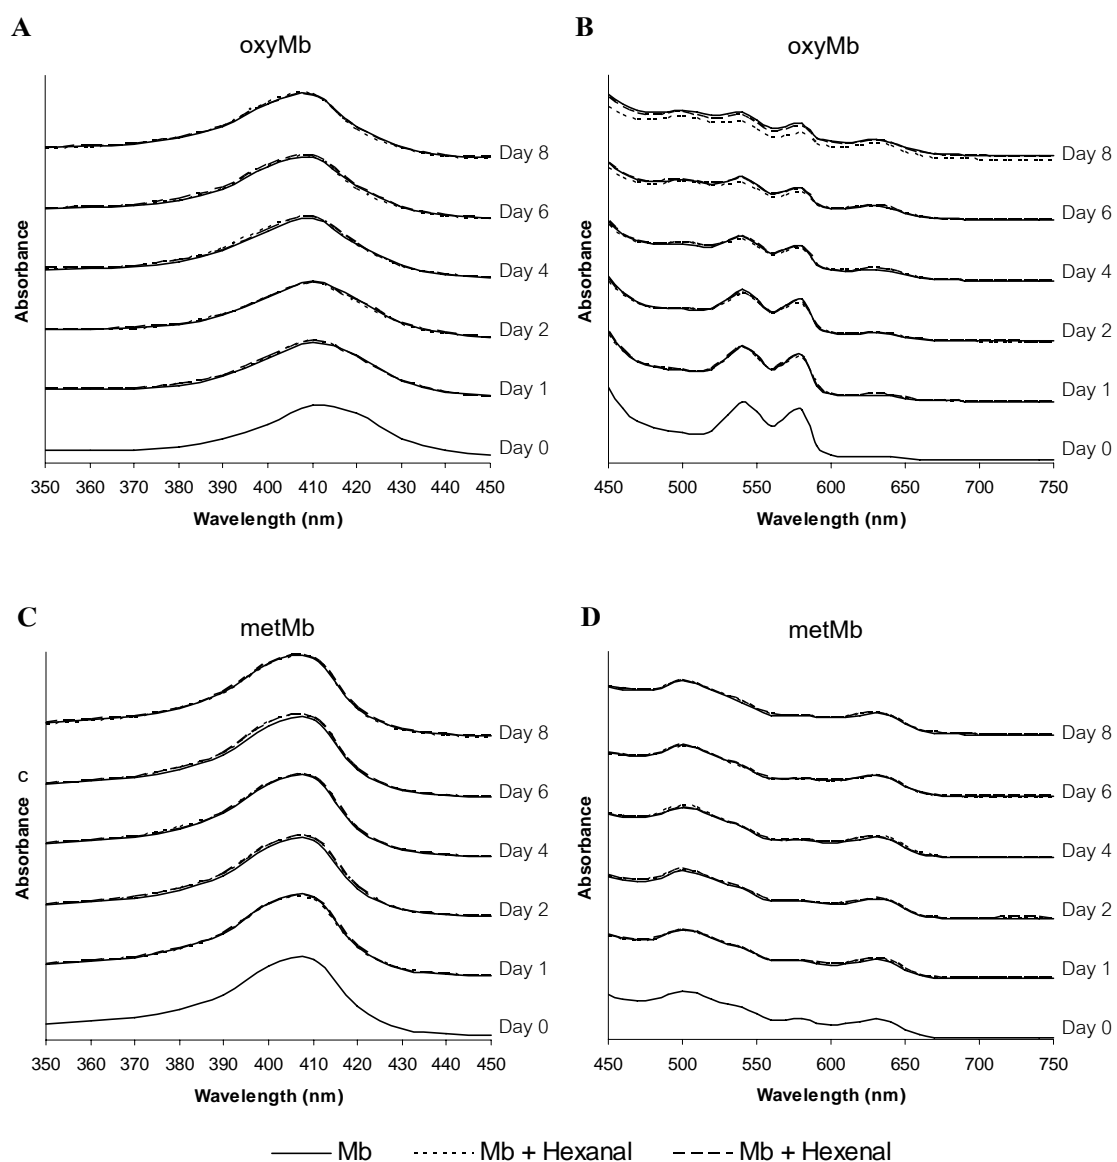 A
oxyMb
Absorbance
Day 8
Day 6
Day 4
Day 2
Day 1
Day 0
350 360 370 380 390 400 410 420 430 440 450
Wavelength (nm)
B
oxyMb
Absorbance
Day 8
Day 6
Day 4
Day 2
Day 1
Day 0
450 500 550 600 650 700 750
Wavelength (nm)
C
metMb
c
Absorbance
Day 8
Day 6
Day 4
Day 2
Day 1
Day 0
350 360 370 380 390 400 410 420 430 440 450
Wavelength (nm)
D
metMb
Absorbance
Day 8
Day 6
Day 4
Day 2
Day 1
Day 0
450 500 550 600 650 700 750
Wavelength (nm)
Mb Mb + Hexanal Mb + Hexenal